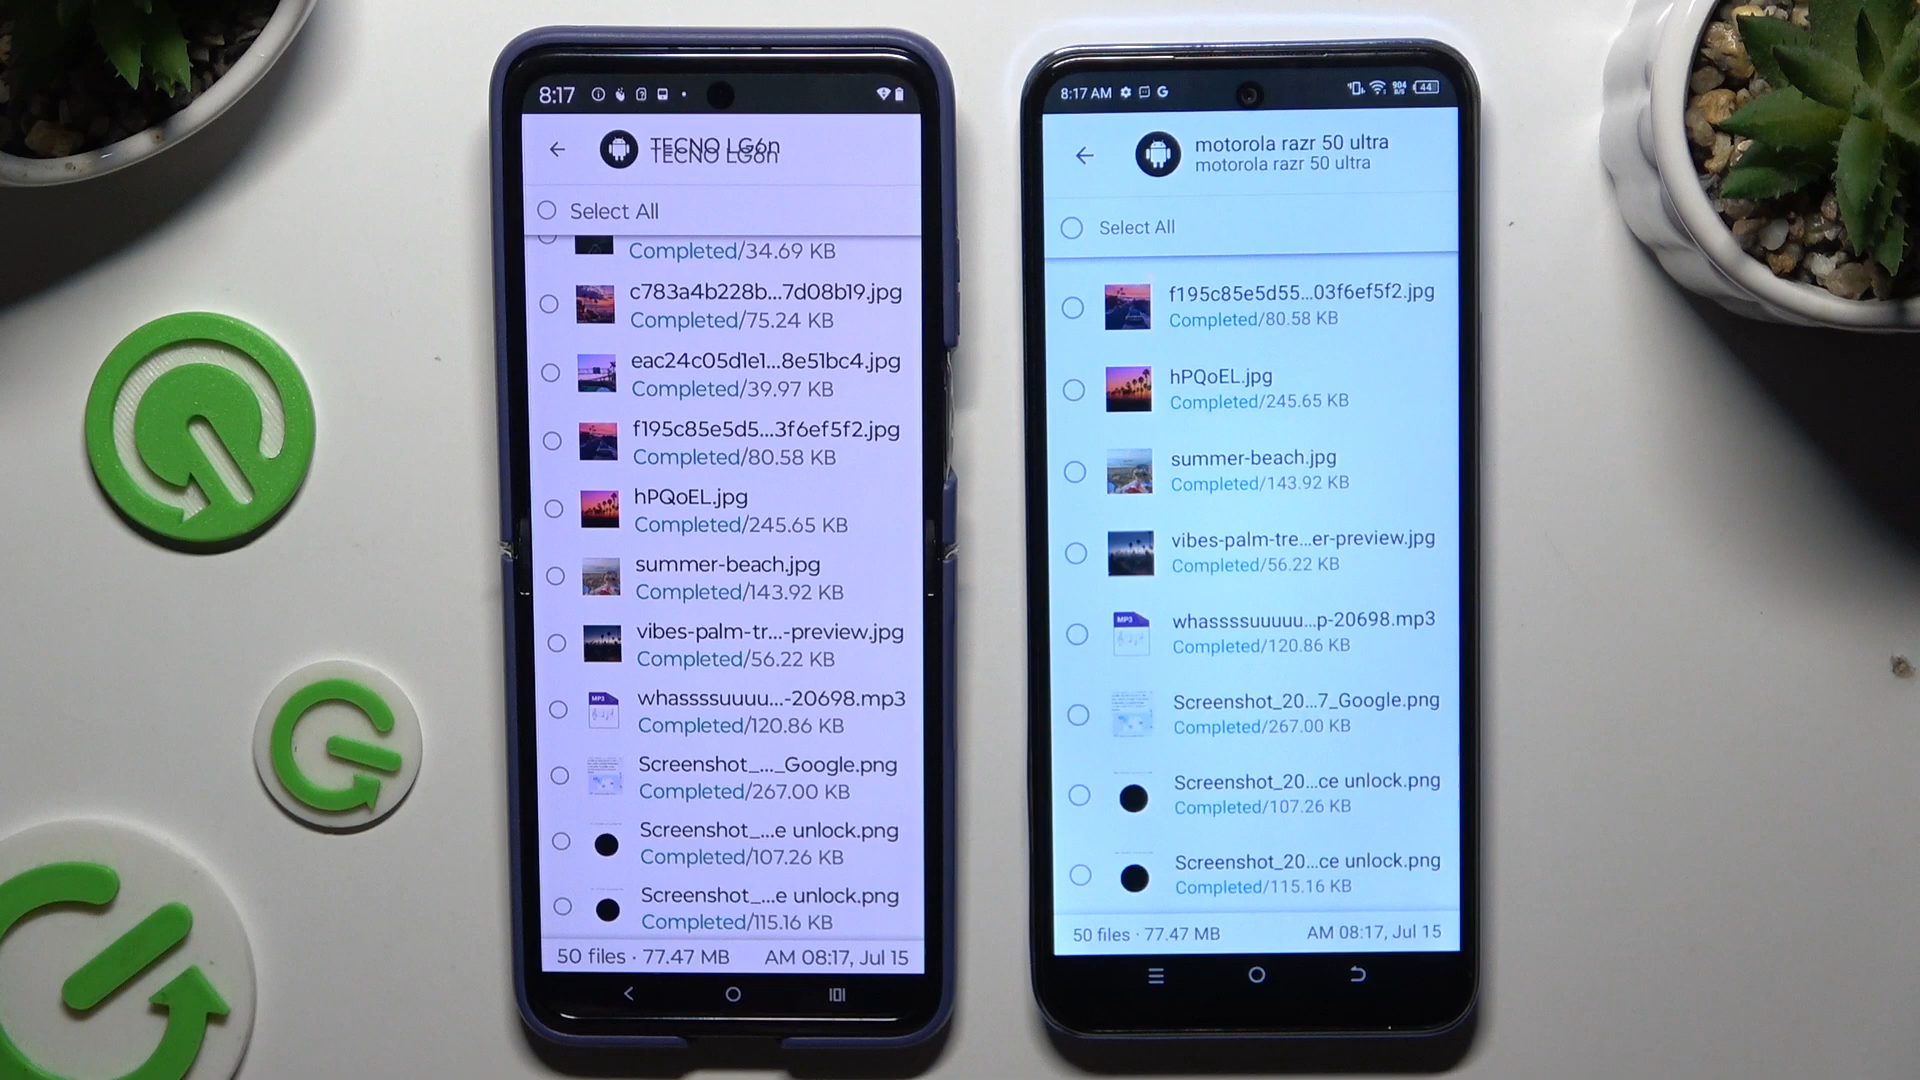 8:17
TECNO LG6n
TECNO LG6n
Select All
Completed/34.69 KB
c783a4b228b...7d08b19.jpg
Completed/75.24 KB
eac24c05d1e1...8e51bc4.jpg
Completed/39.97 KB
f195c85e5d5...3f6ef5f2.jpg
Completed/80.58 KB
hPQoEL.jpg
Completed/245.65 KB
summer-beach.jpg
Completed/143.92 KB
vibes-palm-tr...-preview.jpg
Completed/56.22 KB
MP3
whassssuuuu...-20698.mp3
Completed/120.86 KB
Screenshot_..._Google.png
Completed/267.00 KB
Screenshot_...e unlock.png
Completed/107.26 KB
Screenshot_...e unlock.png
Completed/115.16 KB
50 files · 77.47 MB AM 08:17, Jul 15
8:17 AM G 904 B/S 44
motorola razr 50 ultra
motorola razr 50 ultra
Select All
f195c85e5d55...03f6ef5f2.jpg
Completed/80.58 KB
hPQoEL.jpg
Completed/245.65 KB
summer-beach.jpg
Completed/143.92 KB
vibes-palm-tre...er-preview.jpg
Completed/56.22 KB
MP3
whassssuuuuu...p-20698.mp3
Completed/120.86 KB
Screenshot_20...7_Google.png
Completed/267.00 KB
Screenshot_20...ce unlock.png
Completed/107.26 KB
Screenshot_20...ce unlock.png
Completed/115.16 KB
50 files · 77.47 MB AM 08:17, Jul 15